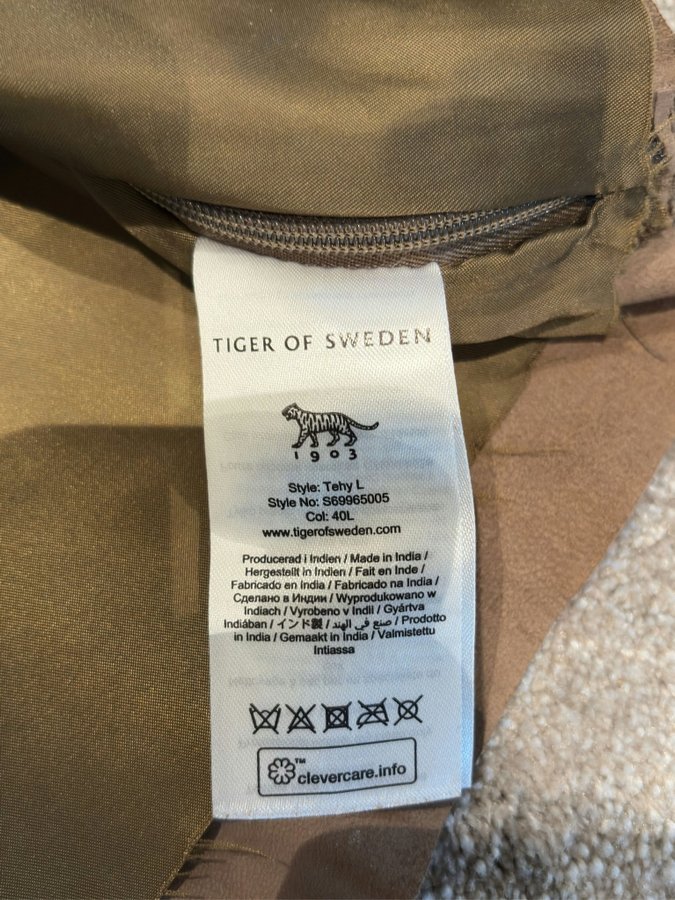 TIGER OF SWEDEN
1903
Style: Tehy L
Style No: S69965005
Col: 40L
www.tigerofsweden.com
Producerad i Indien / Made in India /
Hergestellt in Indien / Fait en Inde /
Fabricado en India / Fabricado na India /
Сделано в Индии / Wyprodukowano w
Indiach / Vyrobeno v Indii / Gyártva
Indiában / インド製 / صنع في الهند / Prodotto
in India / Gemaakt in India / Valmistettu
Intiassa
™
clevercare.info